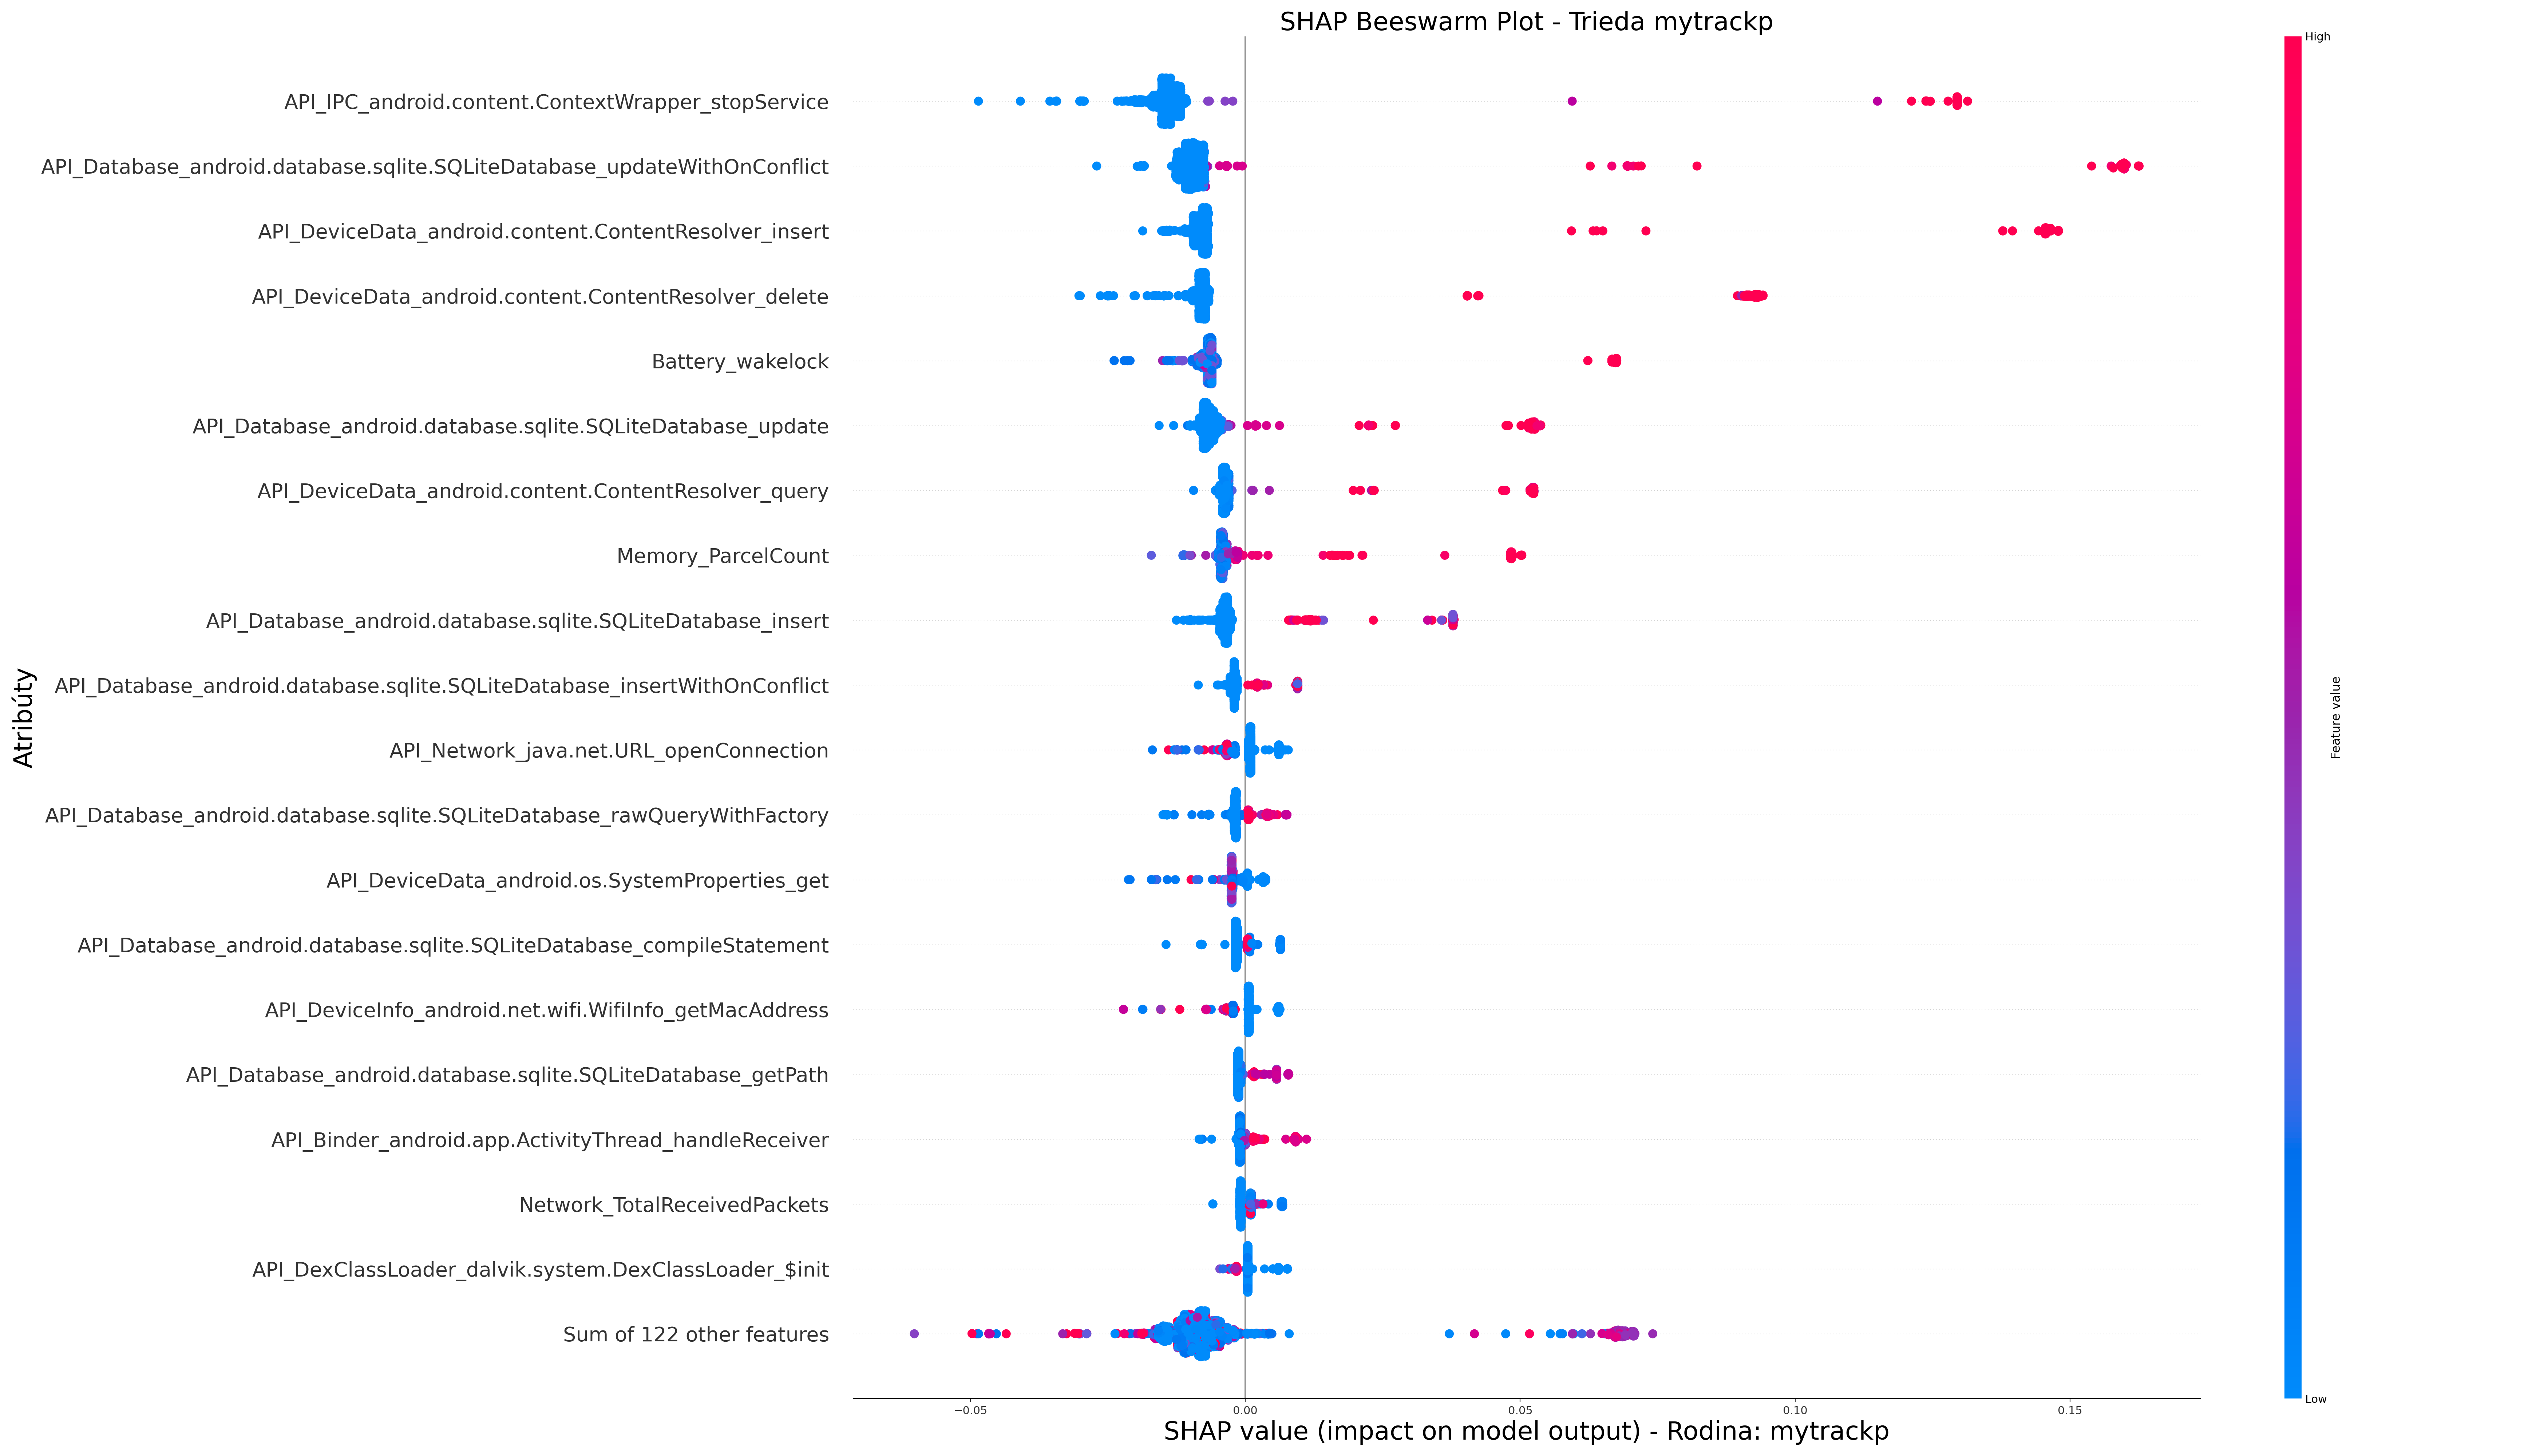 SHAP Beeswarm Plot - Trieda mytrackp
High
API_IPC_android.content.ContextWrapper_stopService
API_Database_android.database.sqlite.SQLiteDatabase_updateWithOnConflict
API_DeviceData_android.content.ContentResolver_insert
API_DeviceData_android.content.ContentResolver_delete
Battery_wakelock
API_Database_android.database.sqlite.SQLiteDatabase_update
API_DeviceData_android.content.ContentResolver_query
Memory_ParcelCount
API_Database_android.database.sqlite.SQLiteDatabase_insert
API_Database_android.database.sqlite.SQLiteDatabase_insertWithOnConflict
API_Network_java.net.URL_openConnection
API_Database_android.database.sqlite.SQLiteDatabase_rawQueryWithFactory
API_DeviceData_android.os.SystemProperties_get
API_Database_android.database.sqlite.SQLiteDatabase_compileStatement
API_DeviceInfo_android.net.wifi.WifiInfo_getMacAddress
API_Database_android.database.sqlite.SQLiteDatabase_getPath
API_Binder_android.app.ActivityThread_handleReceiver
Network_TotalReceivedPackets
API_DexClassLoader_dalvik.system.DexClassLoader_$init
Sum of 122 other features
Atribúty
Feature value
Low
−0.05 0.00 0.05 0.10 0.15
SHAP value (impact on model output) - Rodina: mytrackp